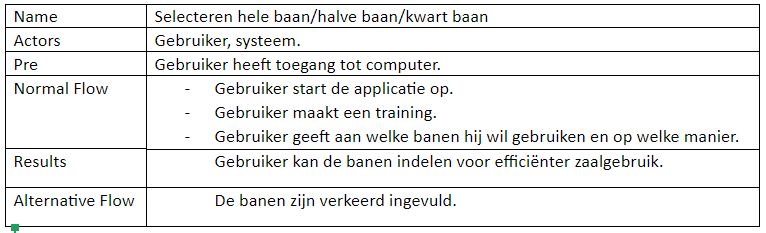 Name Selecteren hele baan/halve baan/kwart baan
Actors Gebruiker, systeem.
Pre Gebruiker heeft toegang tot computer.
Normal Flow - Gebruiker start de applicatie op.
- Gebruiker maakt een training.
- Gebruiker geeft aan welke banen hij wil gebruiken en op welke manier.
Results Gebruiker kan de banen indelen voor efficiënter zaalgebruik.
Alternative Flow De banen zijn verkeerd ingevuld.